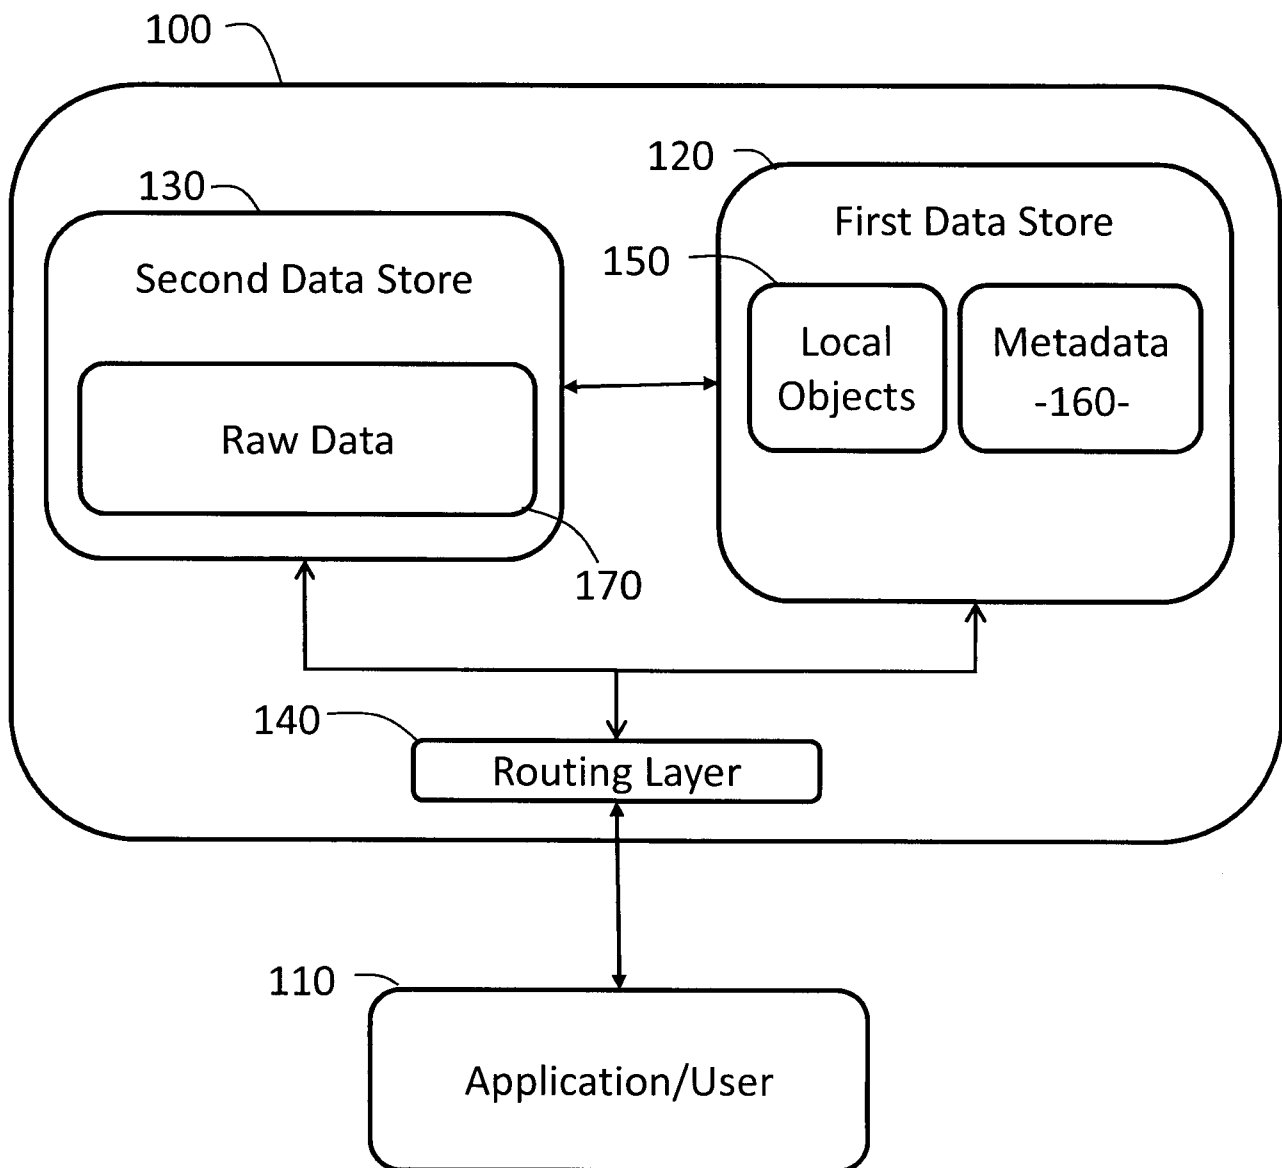 100
120
130
First Data Store
150
Second Data Store
Local
Objects
Metadata
-160-
Raw Data
170
140
Routing Layer
110
Application/User